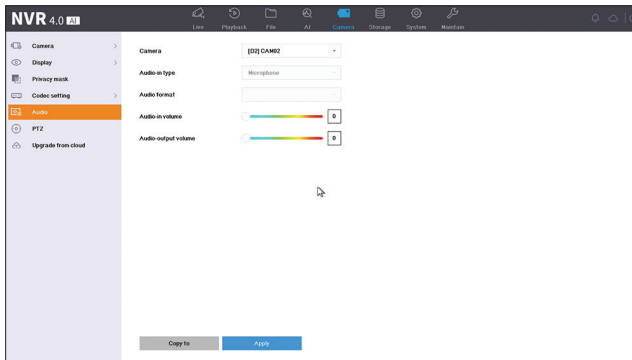 NVR 4.0 AI
Live Playback File AI Camera Storage System Maintain
Camera
Display
Privacy mask
Codec setting
Audio
PTZ
Upgrade from cloud
Camera [D2] CAM02
Audio-in type Microphone
Audio format
Audio-in volume 0
Audio-output volume 0
Copy to Apply